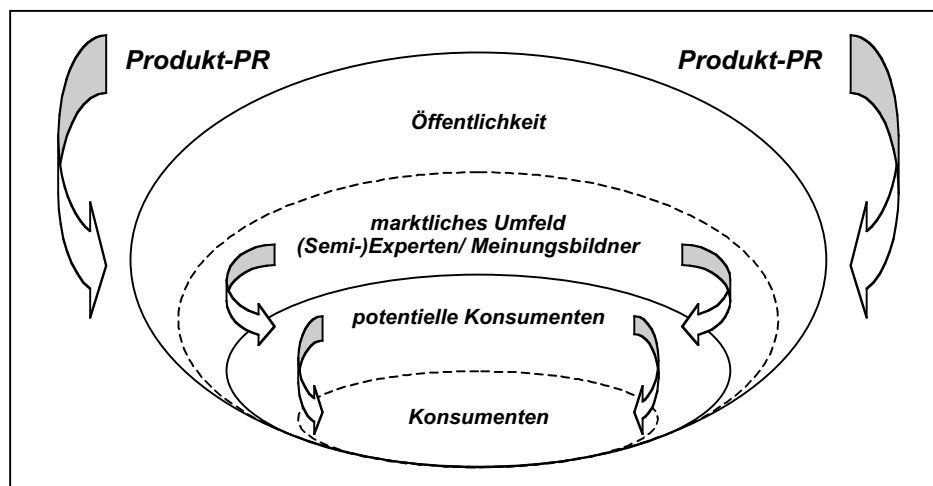 Produkt-PR
Produkt-PR
Öffentlichkeit
marktliches Umfeld
(Semi-)Experten/ Meinungsbildner
potentielle Konsumenten
Konsumenten